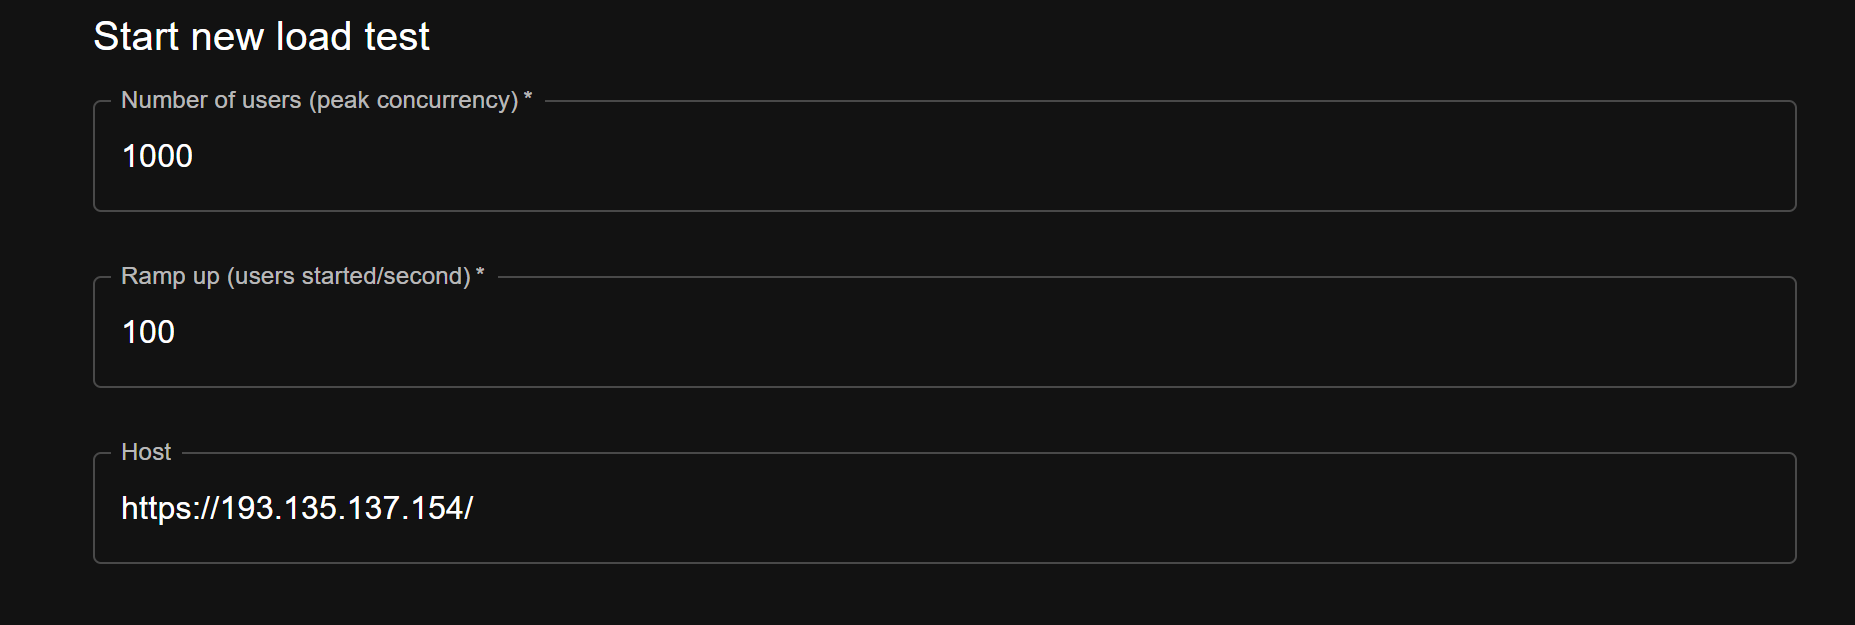 Start new load test
Number of users (peak concurrency) *
1000
Ramp up (users started/second) *
100
Host
https://193.135.137.154/